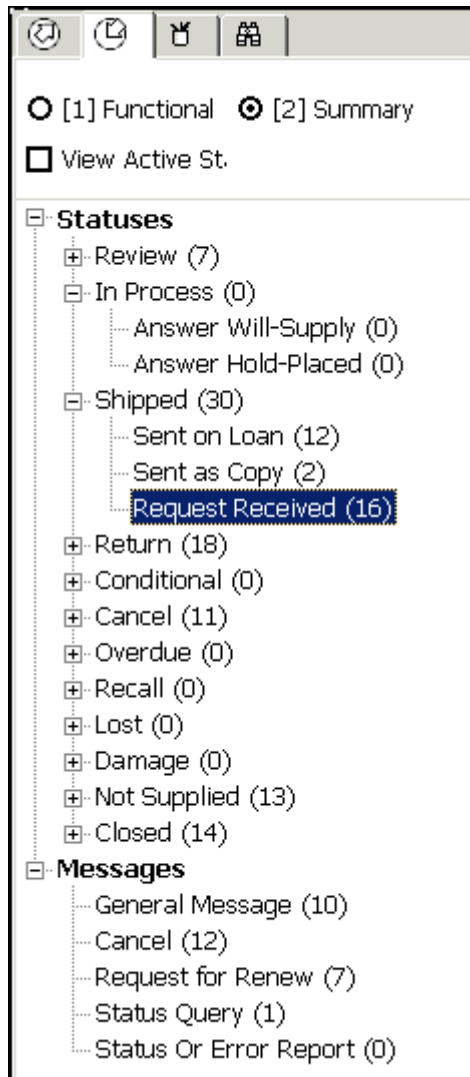 [1] Functional [2] Summary
View Active St.
Statuses
Review (7)
In Process (0)
Answer Will-Supply (0)
Answer Hold-Placed (0)
Shipped (30)
Sent on Loan (12)
Sent as Copy (2)
Request Received (16)
Return (18)
Conditional (0)
Cancel (11)
Overdue (0)
Recall (0)
Lost (0)
Damage (0)
Not Supplied (13)
Closed (14)
Messages
General Message (10)
Cancel (12)
Request for Renew (7)
Status Query (1)
Status Or Error Report (0)